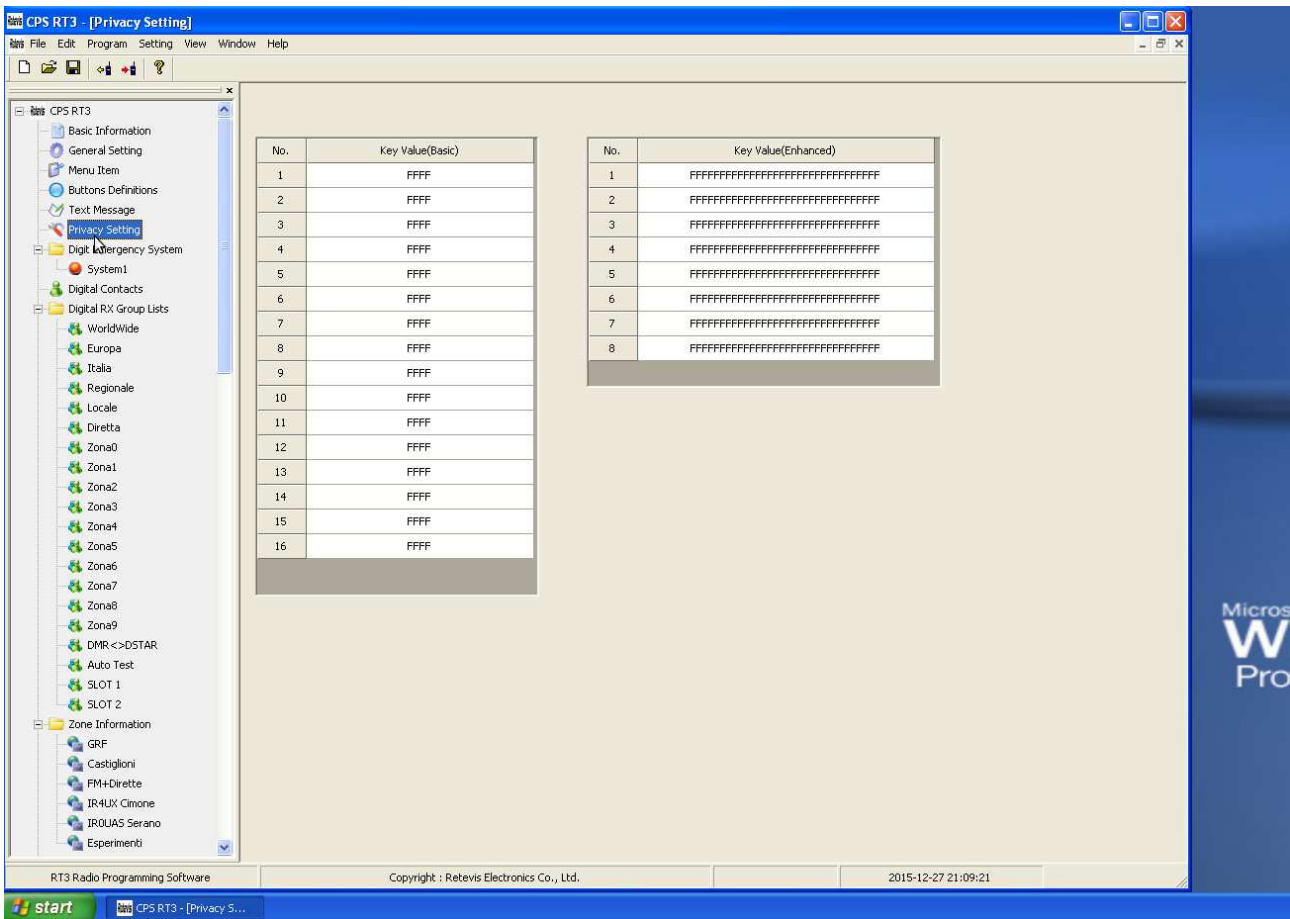 CPS RT3 - [Privacy Setting]
File Edit Program Setting View Window Help
CPS RT3
Basic Information
General Setting
Menu Item
Buttons Definitions
Text Message
Privacy Setting
Digit Emergency System
System1
Digital Contacts
Digital RX Group Lists
WorldWide
Europa
Italia
Regionale
Locale
Diretta
Zona0
Zona1
Zona2
Zona3
Zona4
Zona5
Zona6
Zona7
Zona8
Zona9
DMR<>DSTAR
Auto Test
SLOT 1
SLOT 2
Zone Information
GRF
Castiglioni
FM+Dirette
IR4UX Cimone
IR0UAS Serano
Esperimenti
No. Key Value(Basic)
1 FFFF
2 FFFF
3 FFFF
4 FFFF
5 FFFF
6 FFFF
7 FFFF
8 FFFF
9 FFFF
10 FFFF
11 FFFF
12 FFFF
13 FFFF
14 FFFF
15 FFFF
16 FFFF
No. Key Value(Enhanced)
1 FFFFFFFFFFFFFFFFFFFFFFFFFFFFFFFF
2 FFFFFFFFFFFFFFFFFFFFFFFFFFFFFFFF
3 FFFFFFFFFFFFFFFFFFFFFFFFFFFFFFFF
4 FFFFFFFFFFFFFFFFFFFFFFFFFFFFFFFF
5 FFFFFFFFFFFFFFFFFFFFFFFFFFFFFFFF
6 FFFFFFFFFFFFFFFFFFFFFFFFFFFFFFFF
7 FFFFFFFFFFFFFFFFFFFFFFFFFFFFFFFF
8 FFFFFFFFFFFFFFFFFFFFFFFFFFFFFFFF
Micros
W
Pro
RT3 Radio Programming Software Copyright : Retevis Electronics Co., Ltd. 2015-12-27 21:09:21
start CPS RT3 - [Privacy S...